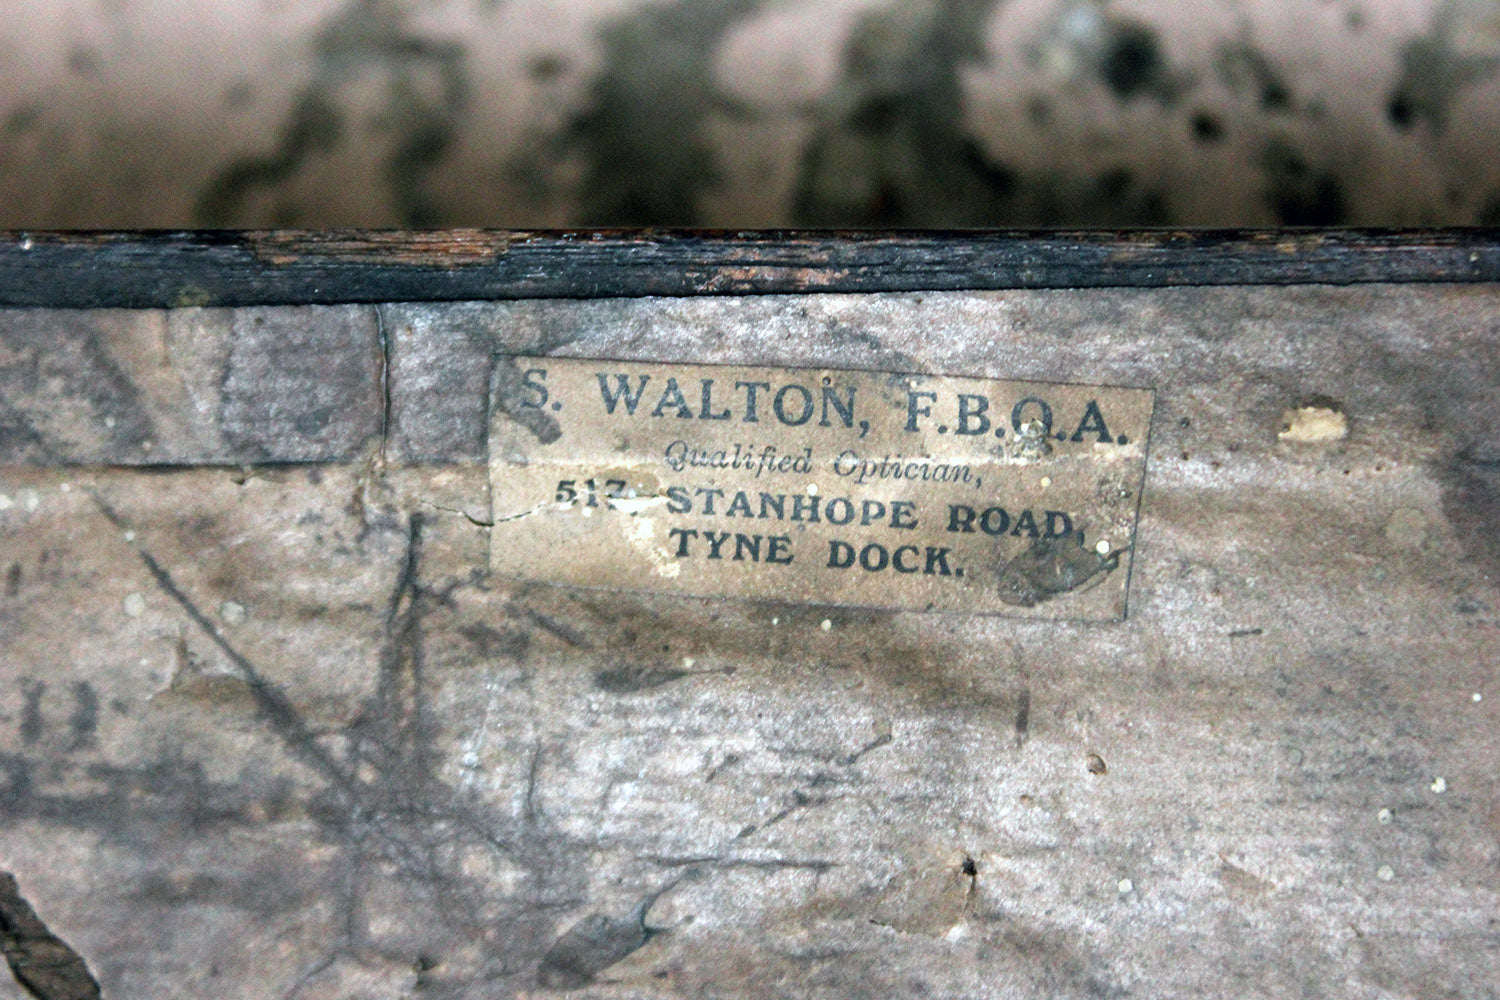 S. WALTON, F.B.O.A.
Qualified Optician,
STANHOPE ROAD,
TYNE DOCK.